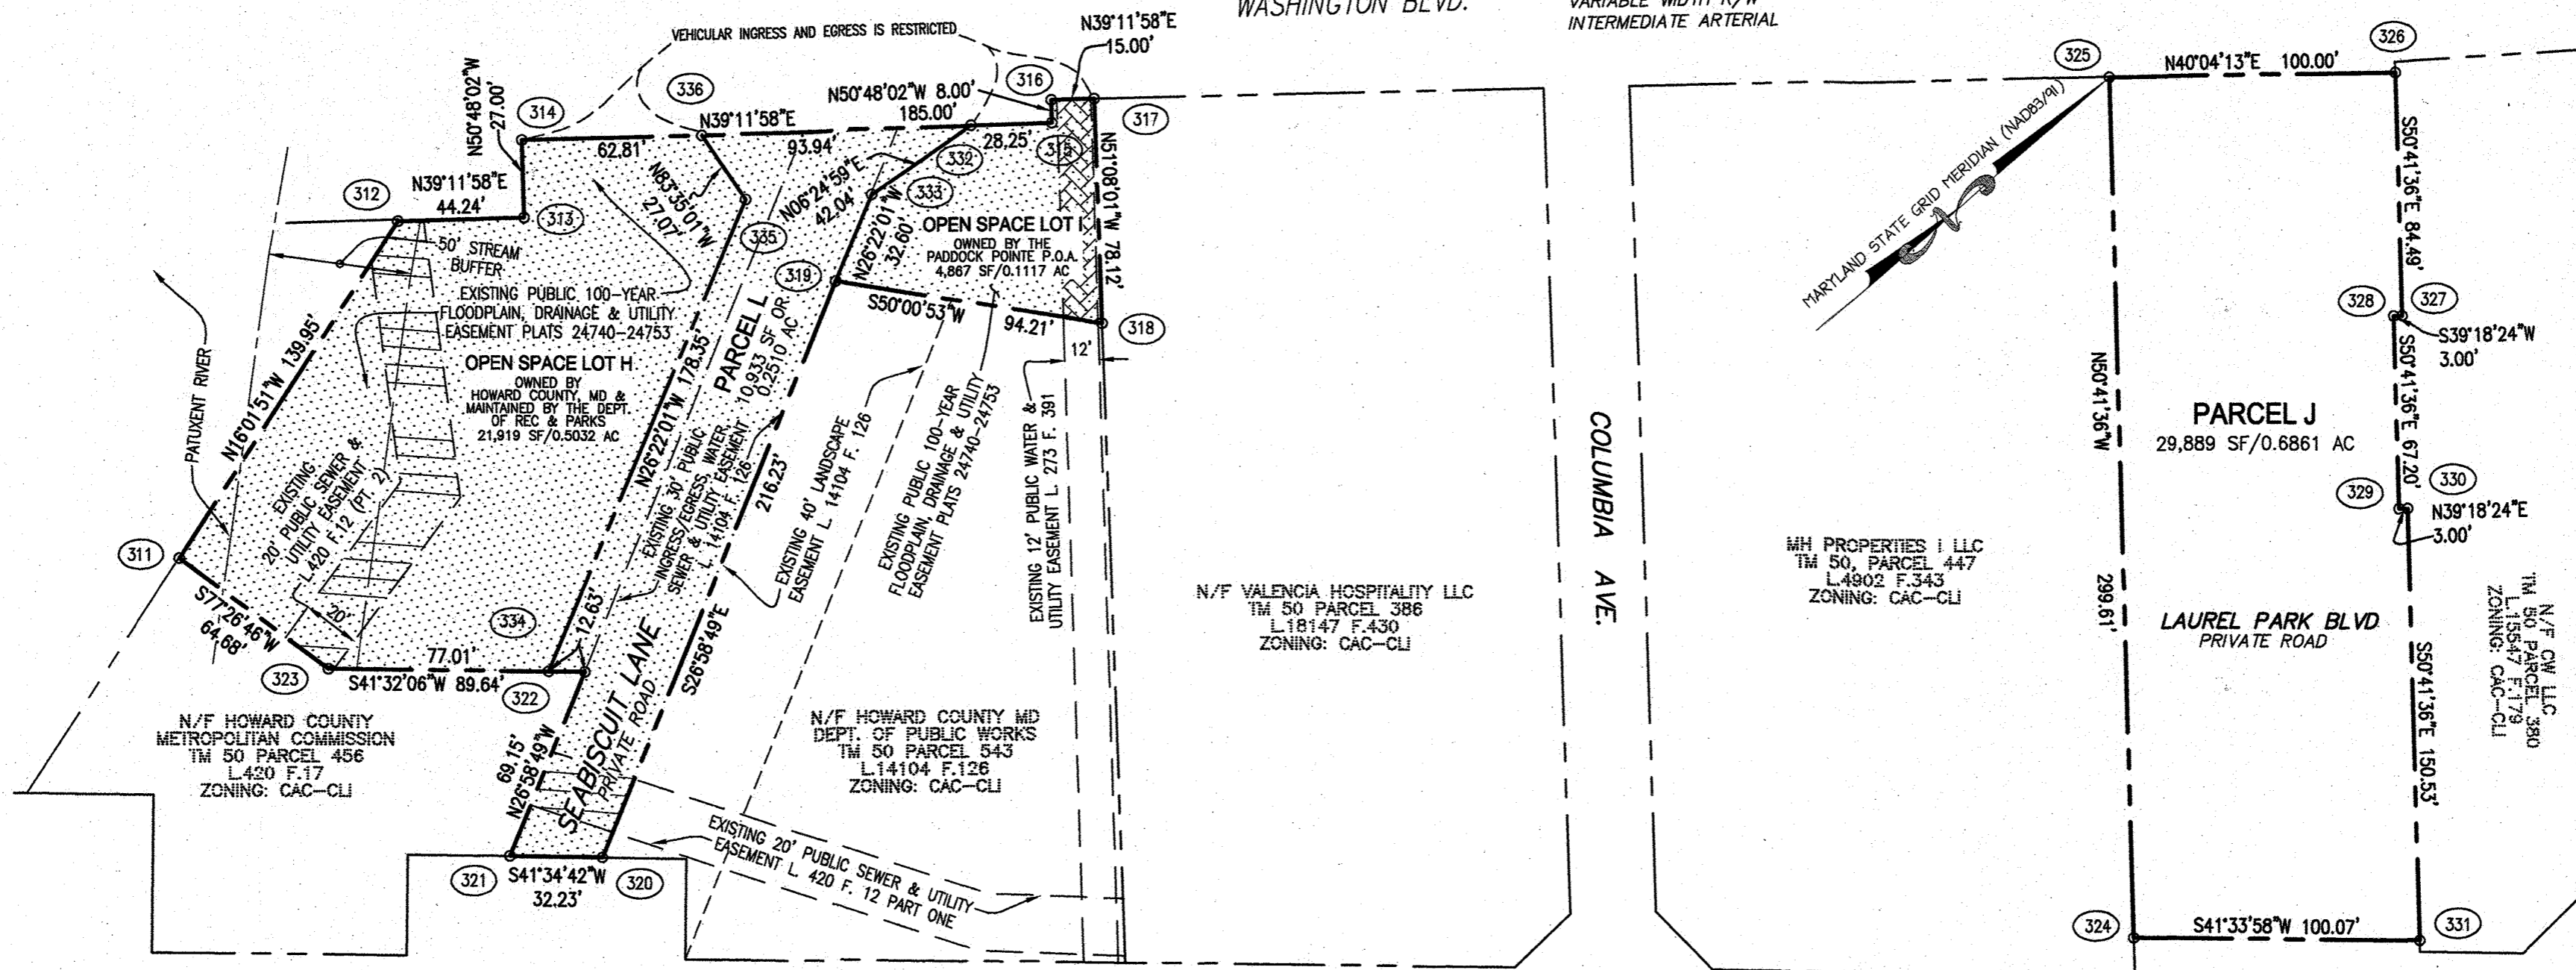 WASHINGTON BLVD.
VARIABLE WIDTH R/W
INTERMEDIATE ARTERIAL
VEHICULAR INGRESS AND EGRESS IS RESTRICTED
N39°11'58"E
15.00'
316
317
N50°48'02"W 8.00'
185.00'
336
N39°11'58"E
314
N50°48'02"W
27.00'
62.81'
93.94'
28.25'
315
332
312
N39°11'58"E
44.24'
313
N83°35'01"W
27.07'
335
N06°24'59"E
42.04'
333
N26°22'01"W
32.60'
319
OPEN SPACE LOT I
OWNED BY THE
PADDOCK POINTE P.O.A.
4,867 SF/0.1117 AC
N51°08'01"W 78.12'
S50°00'53"W
94.21'
318
12'
50' STREAM
BUFFER
EXISTING PUBLIC 100-YEAR
FLOODPLAIN, DRAINAGE & UTILITY
EASEMENT PLATS 24740-24753
OPEN SPACE LOT H
OWNED BY
HOWARD COUNTY, MD &
MAINTAINED BY THE DEPT.
OF REC & PARKS
21,919 SF/0.5032 AC
PATUXENT RIVER
N16°01'51"W 139.95'
EXISTING
20' PUBLIC SEWER &
UTILITY EASEMENT
L.420 F.12 (PT. 2)
311
S77°26'46"W
64.68'
20'
323
77.01'
S41°32'06"W 89.64'
334
322
12.63'
N26°22'01"W 178.35'
PARCEL L
10,933 SF OR
0.2510 AC
EXISTING 30' PUBLIC
INGRESS/EGRESS, WATER,
SEWER & UTILITY EASEMENT
L. 14104 F. 126
216.23'
S26°58'49"E
SEABISCUIT LANE
PRIVATE ROAD
N26°58'49"W
69.15'
321
S41°34'42"W
32.23'
320
N/F HOWARD COUNTY
METROPOLITAN COMMISSION
TM 50 PARCEL 456
L.420 F.17
ZONING: CAC-CLI
EXISTING 40' LANDSCAPE
EASEMENT L. 14104 F. 126
EXISTING PUBLIC 100-YEAR
FLOODPLAIN, DRAINAGE & UTILITY
EASEMENT PLATS 24740-24753
EXISTING 12' PUBLIC WATER &
UTILITY EASEMENT L. 273 F. 391
N/F HOWARD COUNTY MD
DEPT. OF PUBLIC WORKS
TM 50 PARCEL 543
L.14104 F.126
ZONING: CAC-CLI
EXISTING 20' PUBLIC SEWER & UTILITY
EASEMENT L. 420 F. 12 PART ONE
N/F VALENCIA HOSPITALITY LLC
TM 50 PARCEL 386
L.18147 F.430
ZONING: CAC-CLI
COLUMBIA AVE.
MARYLAND STATE GRID MERIDIAN (NAD83/91)
MH PROPERTIES I LLC
TM 50, PARCEL 447
L.4902 F.343
ZONING: CAC-CLI
325
N40°04'13"E 100.00'
326
S50°41'36"E 84.49'
328
327
S39°18'24"W
3.00'
S50°41'36"E 67.20'
329
330
N39°18'24"E
3.00'
N50°41'36"W
299.61'
PARCEL J
29,889 SF/0.6861 AC
LAUREL PARK BLVD
PRIVATE ROAD
S50°41'36"E 150.53'
N/F CW LLC
TM 50 PARCEL 380
L.15547 F.179
ZONING: CAC-CLI
324
S41°33'58"W 100.07'
331